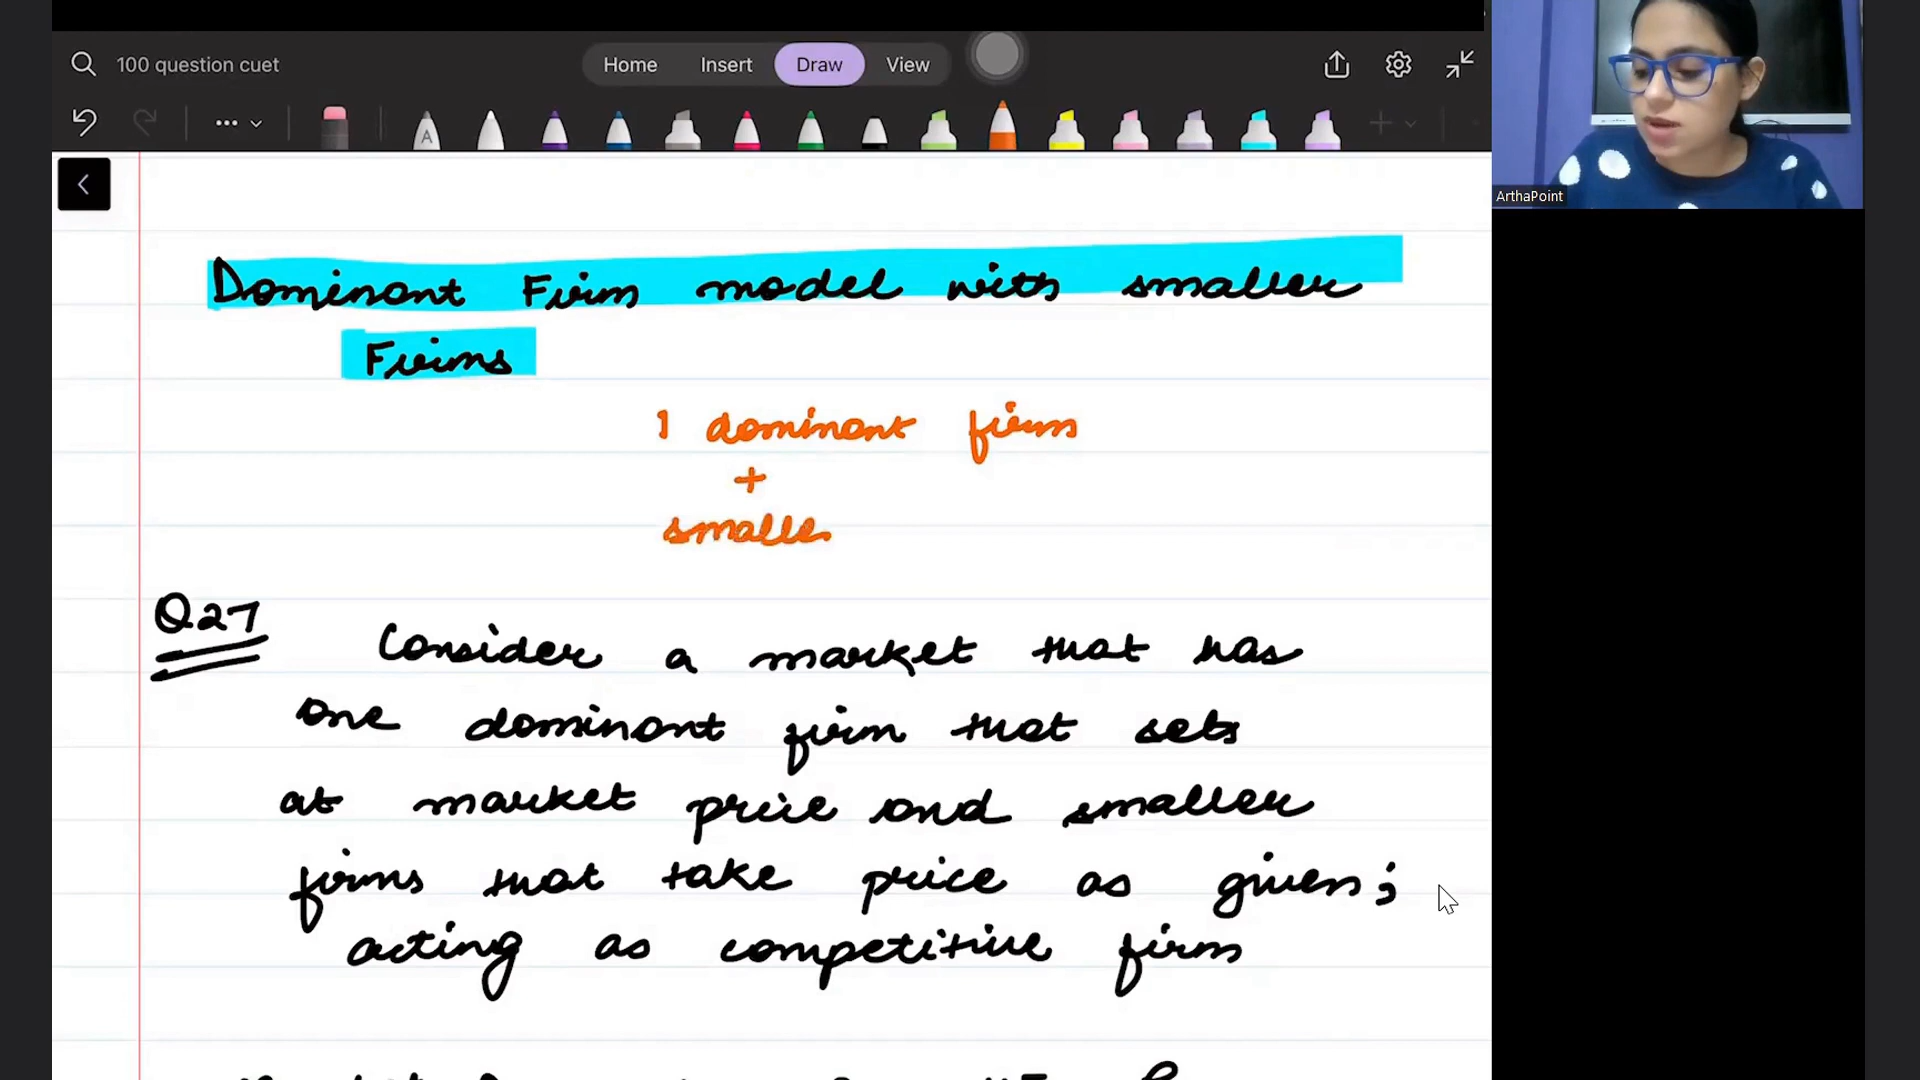 100 question cuet
Home Insert Draw View
A
ArthaPoint
Dominant Firm model with smaller
Firms
1 dominant firm
+
smalle
Q27
Consider a market that has
one dominant firm that sets
at market price and smaller
firms that take price as given;
acting as competitive firm